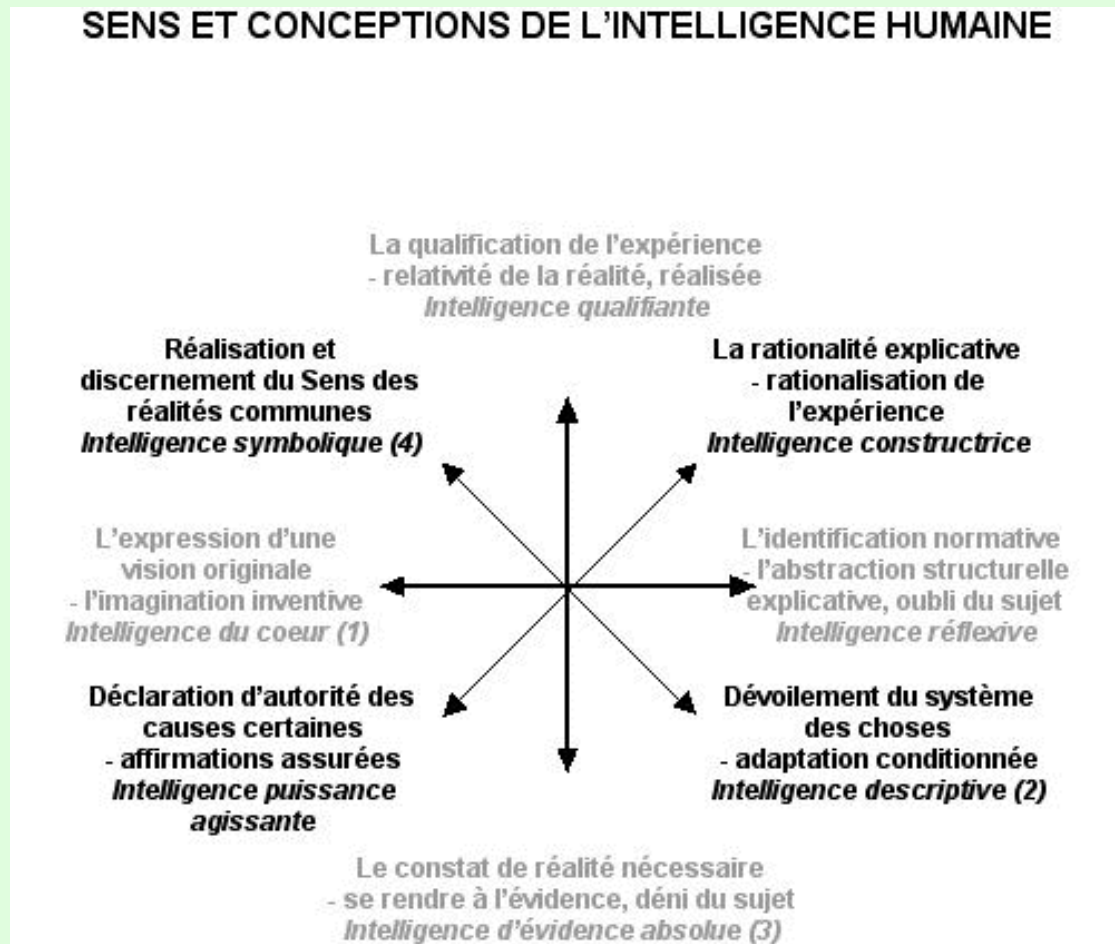 SENS ET CONCEPTIONS DE L'INTELLIGENCE HUMAINE
La qualification de l'expérience
- relativité de la réalité, réalisée
Intelligence qualifiante
Réalisation et
discernement du Sens des
réalités communes
Intelligence symbolique (4)
La rationalité explicative
- rationalisation de
l'expérience
Intelligence constructrice
L'expression d'une
vision originale
- l'imagination inventive
Intelligence du coeur (1)
L'identification normative
- l'abstraction structurelle
explicative, oubli du sujet
Intelligence réflexive
Déclaration d'autorité des
causes certaines
- affirmations assurées
Intelligence puissance
agissante
Dévoilement du système
des choses
- adaptation conditionnée
Intelligence descriptive (2)
Le constat de réalité nécessaire
- se rendre à l'évidence, déni du sujet
Intelligence d'évidence absolue (3)